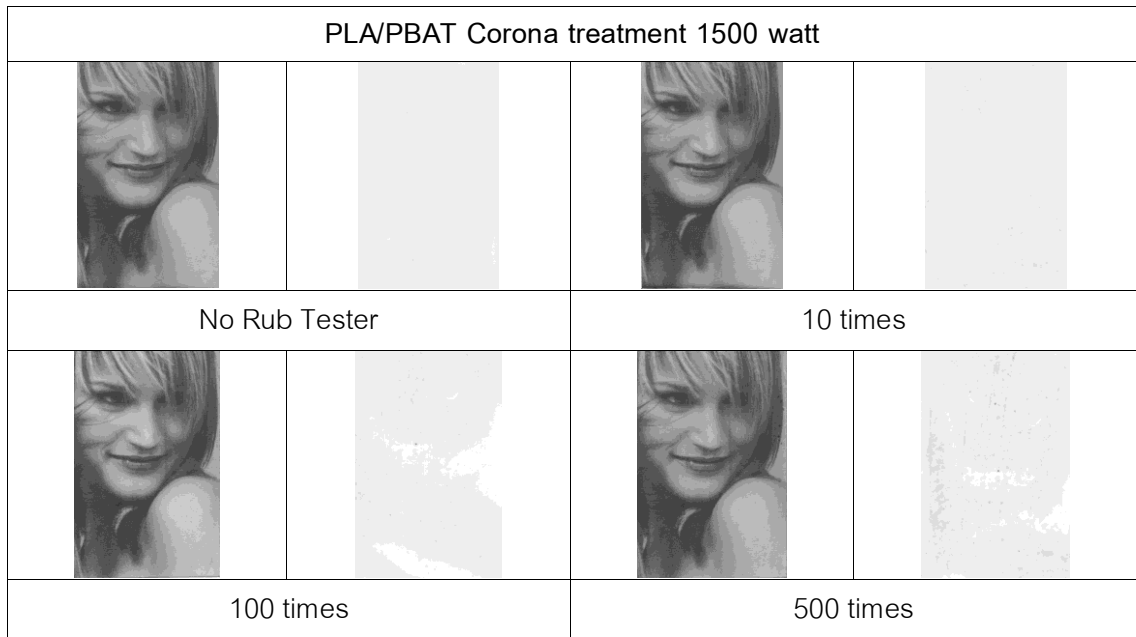 PLA/PBAT Corona treatment 1500 watt
No Rub Tester
10 times
100 times
500 times